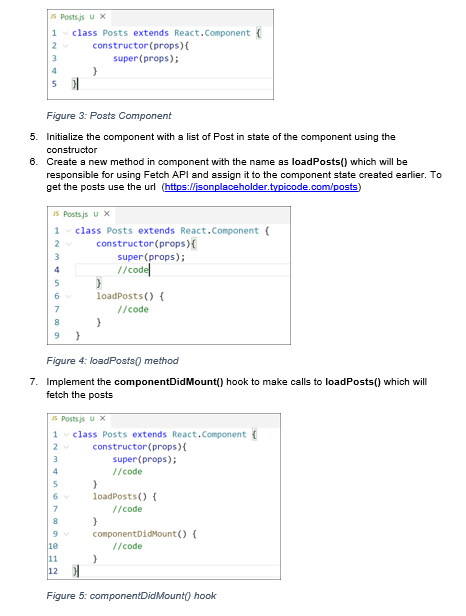 JS Posts.js U ×
1 class Posts extends React.Component {
2 constructor(props){
3 super(props);
4 }
5 }
Figure 3: Posts Component
5. Initialize the component with a list of Post in state of the component using the
constructor
6. Create a new method in component with the name as loadPosts() which will be
responsible for using Fetch API and assign it to the component state created earlier. To
get the posts use the url (https://jsonplaceholder.typicode.com/posts)
JS Posts.js U ×
1 class Posts extends React.Component {
2 constructor(props){
3 super(props);
4 //code
5 }
6 loadPosts() {
7 //code
8 }
9 }
Figure 4: loadPosts() method
7. Implement the componentDidMount() hook to make calls to loadPosts() which will
fetch the posts
JS Posts.js U ×
1 class Posts extends React.Component {
2 constructor(props){
3 super(props);
4 //code
5 }
6 loadPosts() {
7 //code
8 }
9 componentDidMount() {
10 //code
11 }
12 }
Figure 5: componentDidMount() hook